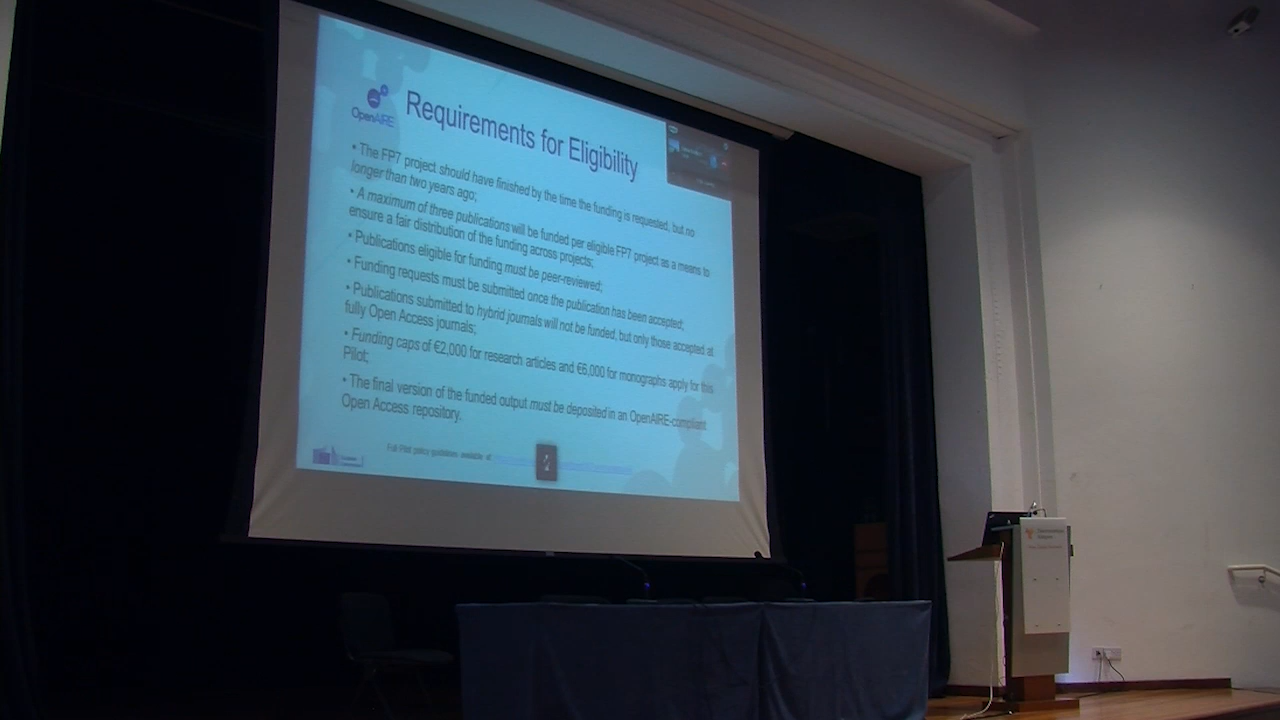 OpenAIRE
Requirements for Eligibility
• The FP7 project should have finished by the time the funding is requested, but no
longer than two years ago;
• A maximum of three publications will be funded per eligible FP7 project as a means to
ensure a fair distribution of the funding across projects;
• Publications eligible for funding must be peer-reviewed;
• Funding requests must be submitted once the publication has been accepted;
• Publications submitted to hybrid journals will not be funded, but only those accepted at
fully Open Access journals;
• Funding caps of €2,000 for research articles and €6,000 for monographs apply for this
Pilot;
• The final version of the funded output must be deposited in an OpenAIRE-compliant
Open Access repository.
Full Pilot policy guidelines available at